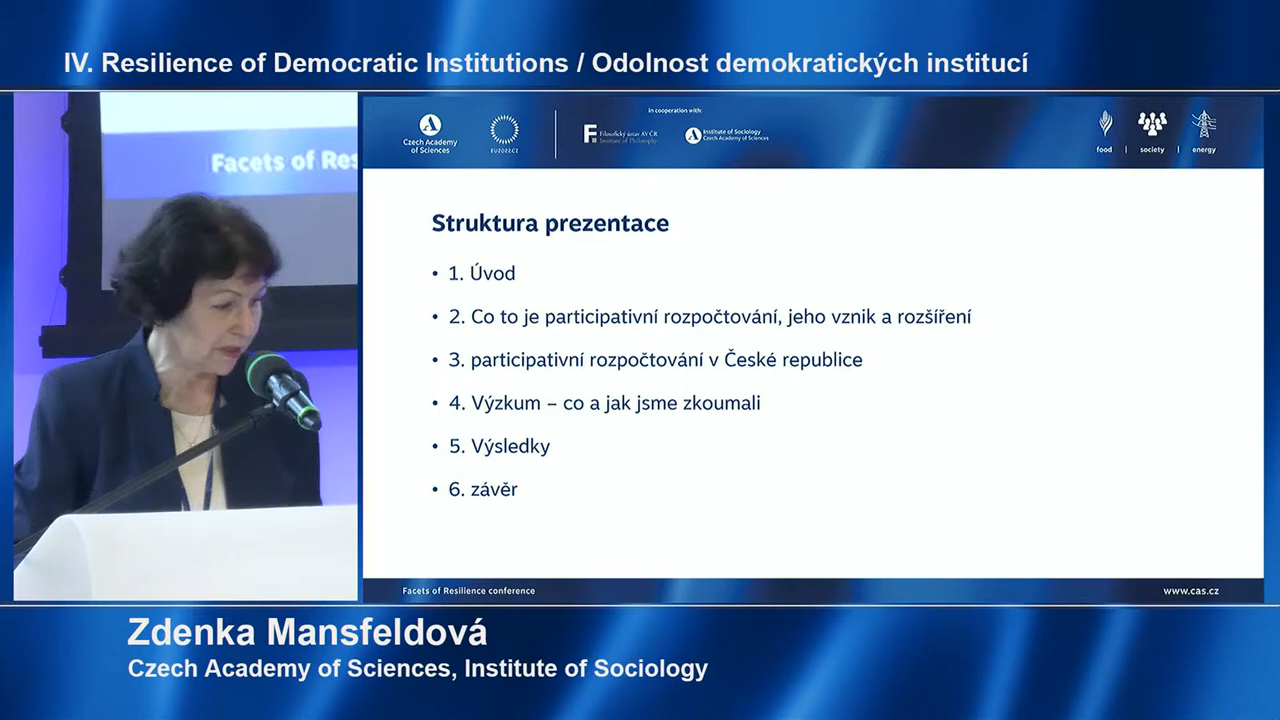 IV. Resilience of Democratic Institutions / Odolnost demokratických institucí
Facets of Res
Czech Academy
of Sciences
EU2022.CZ
In cooperation with:
Filosofický ústav AV ČR
Institute of Philosophy
Institute of Sociology
Czech Academy of Sciences
food | society | energy
Struktura prezentace
• 1. Úvod
• 2. Co to je participativní rozpočtování, jeho vznik a rozšíření
• 3. participativní rozpočtování v České republice
• 4. Výzkum – co a jak jsme zkoumali
• 5. Výsledky
• 6. závěr
Facets of Resilience conference
www.cas.cz
Zdenka Mansfeldová
Czech Academy of Sciences, Institute of Sociology